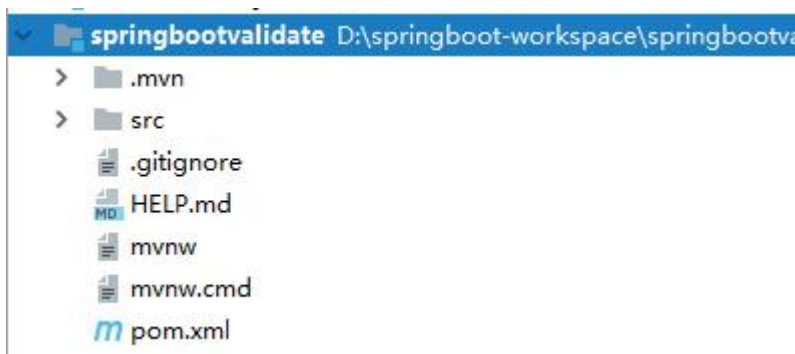 springbootvalidate D:\springboot-workspace\springbootva
.mvn
src
.gitignore
MD HELP.md
mvnw
mvnw.cmd
m pom.xml